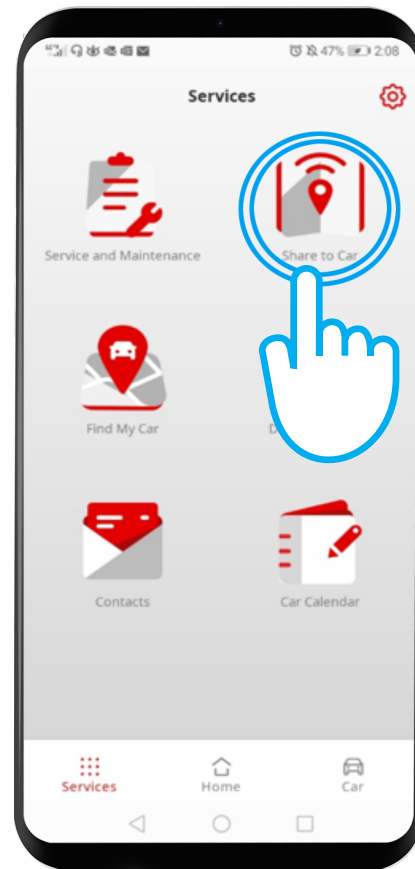 47% 2:08
Services
Service and Maintenance
Share to Car
Find My Car
D
Contacts
Car Calendar
Services
Home
Car